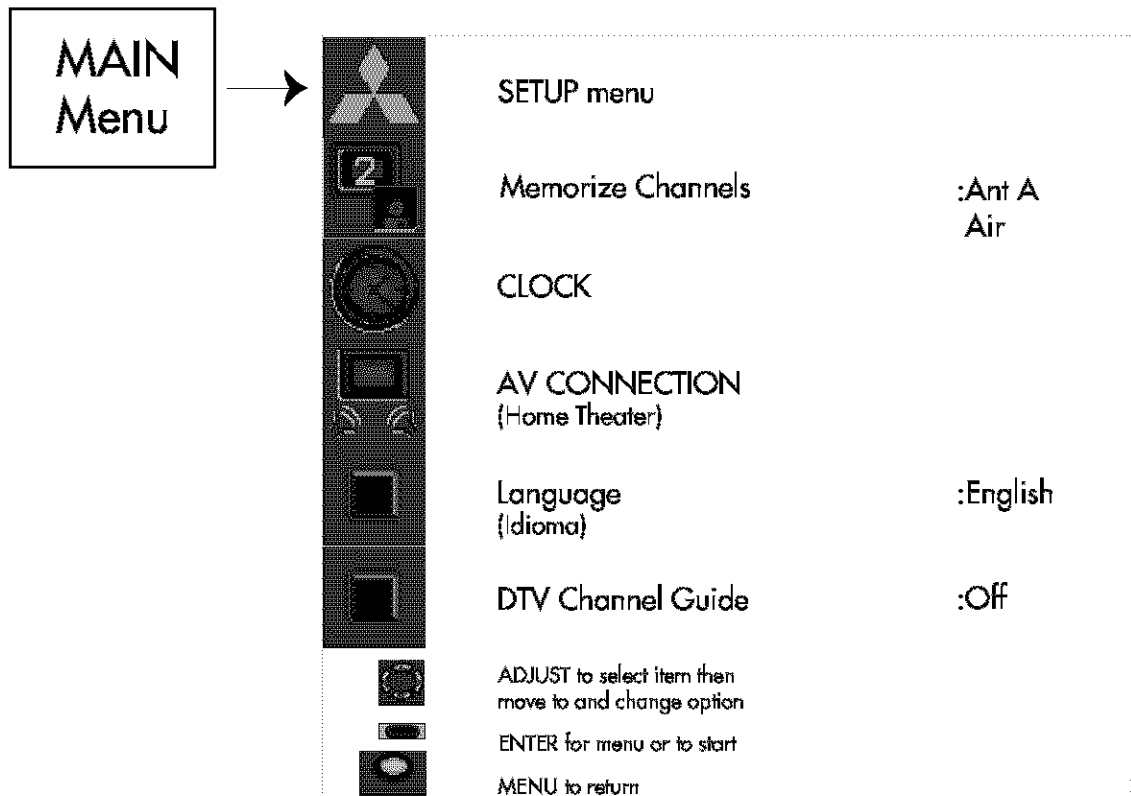 MAIN
Menu
SETUP menu
Memorize Channels :Ant A
Air
CLOCK
AV CONNECTION
(Home Theater)
Language :English
(Idioma)
DTV Channel Guide :Off
ADJUST to select item then
move to and change option
ENTER for menu or to start
MENU to return
2